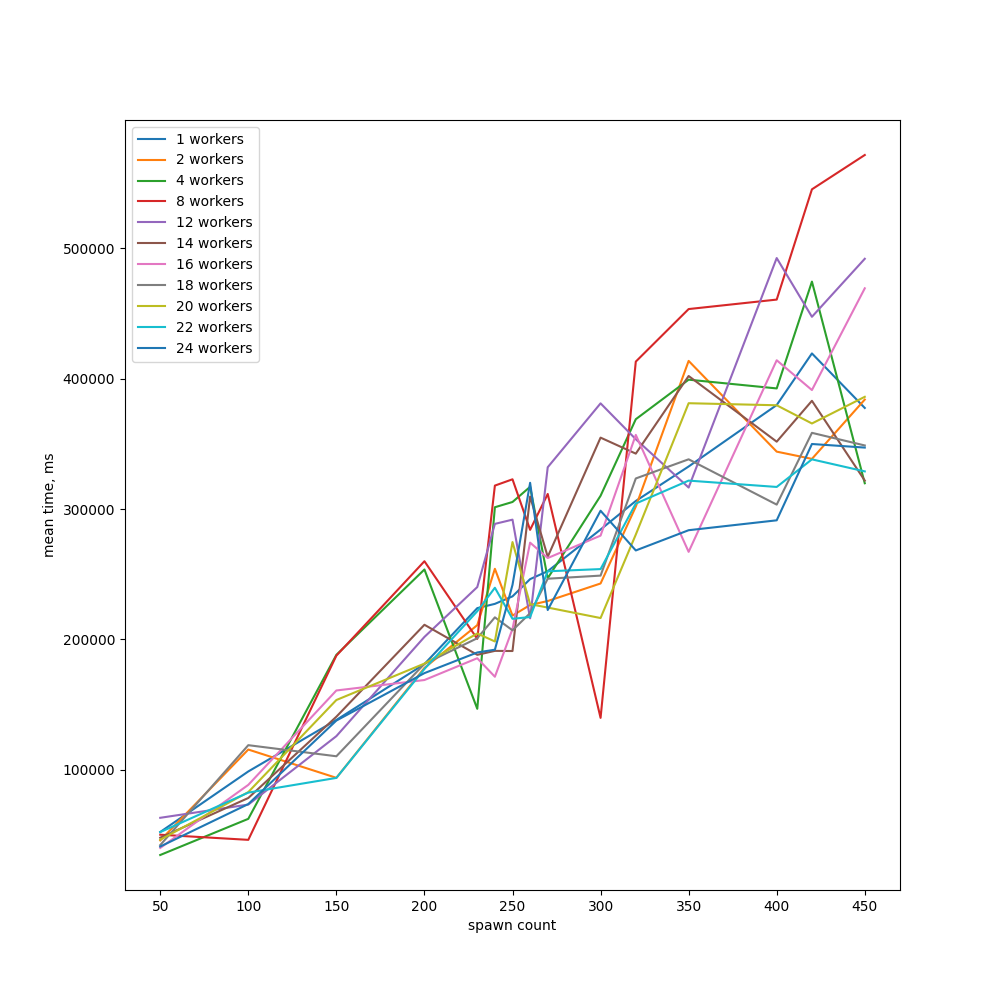 1 workers
2 workers
4 workers
8 workers
12 workers
14 workers
16 workers
18 workers
20 workers
22 workers
24 workers
500000
400000
300000
200000
100000
mean time, ms
50 100 150 200 250 300 350 400 450
spawn count